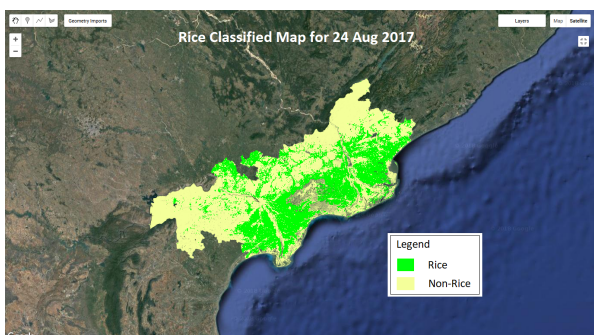 Geometry Imports
Layers
Map Satellite
Rice Classified Map for 24 Aug 2017
Legend
Rice
Non-Rice